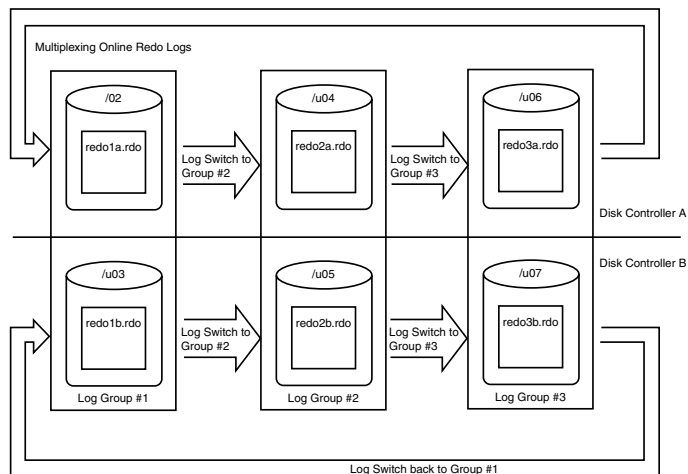 Multiplexing Online Redo Logs
/02
/u04
/u06
redo1a.rdo
redo2a.rdo
redo3a.rdo
Log Switch to
Group #2
Log Switch to
Group #3
Disk Controller A
Disk Controller B
/u03
/u05
/u07
redo1b.rdo
redo2b.rdo
redo3b.rdo
Log Switch to
Group #2
Log Switch to
Group #3
Log Group #1
Log Group #2
Log Group #3
Log Switch back to Group #1